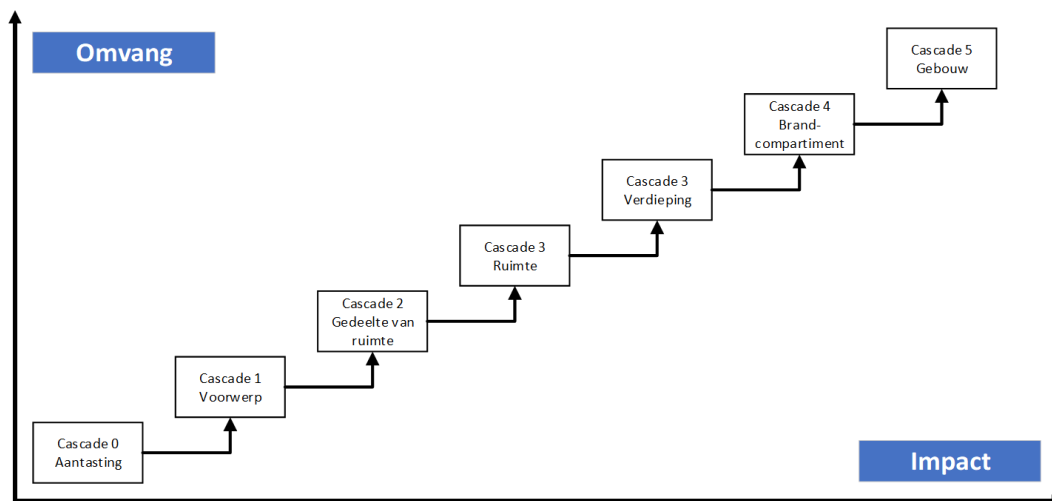 Omvang
Cascade 5
Gebouw
Cascade 4
Brand-
compartiment
Cascade 3
Verdieping
Cascade 3
Ruimte
Cascade 2
Gedeelte van
ruimte
Cascade 1
Voorwerp
Cascade 0
Aantasting
Impact